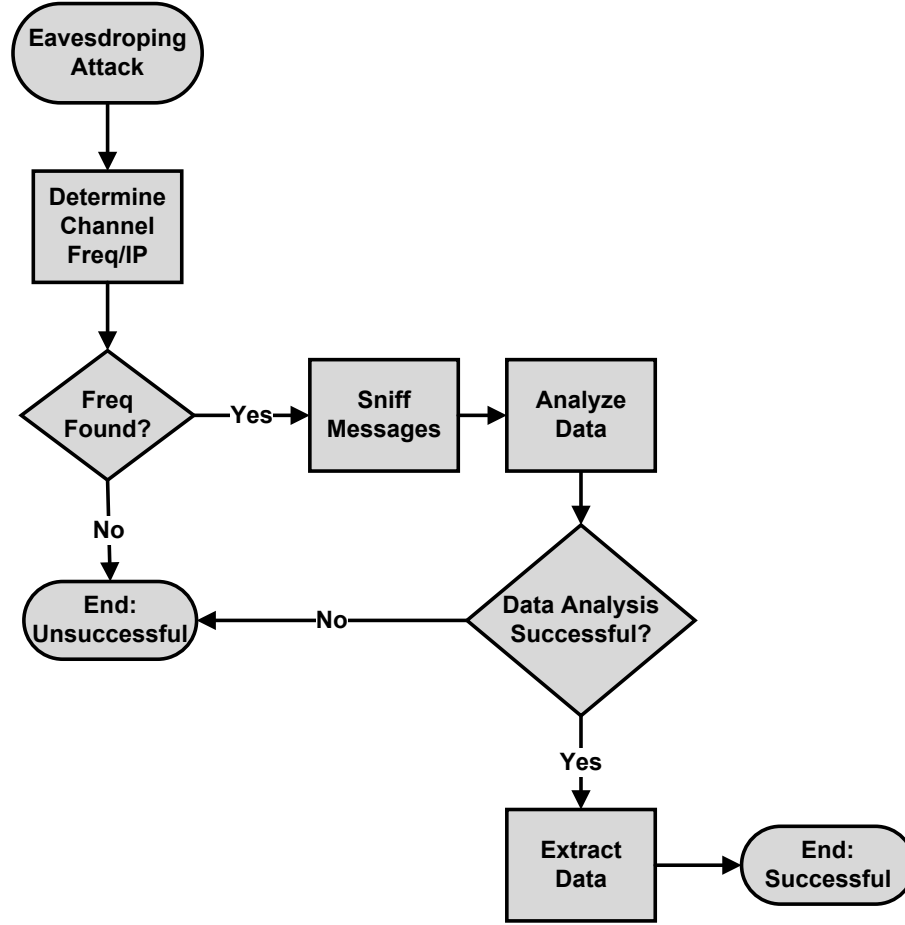 Eavesdroping
Attack
Determine
Channel
Freq/IP
Freq
Found?
Yes
Sniff
Messages
Analyze
Data
No
End:
Unsuccessful
No
Data Analysis
Successful?
Yes
Extract
Data
End:
Successful